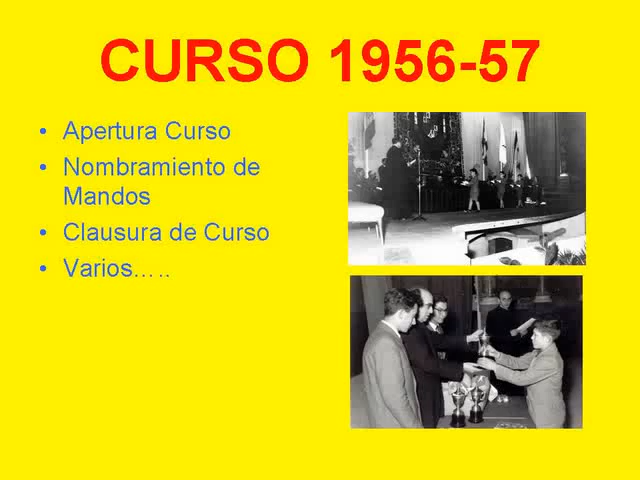 CURSO 1956-57
• Apertura Curso
• Nombramiento de
Mandos
• Clausura de Curso
• Varios…..